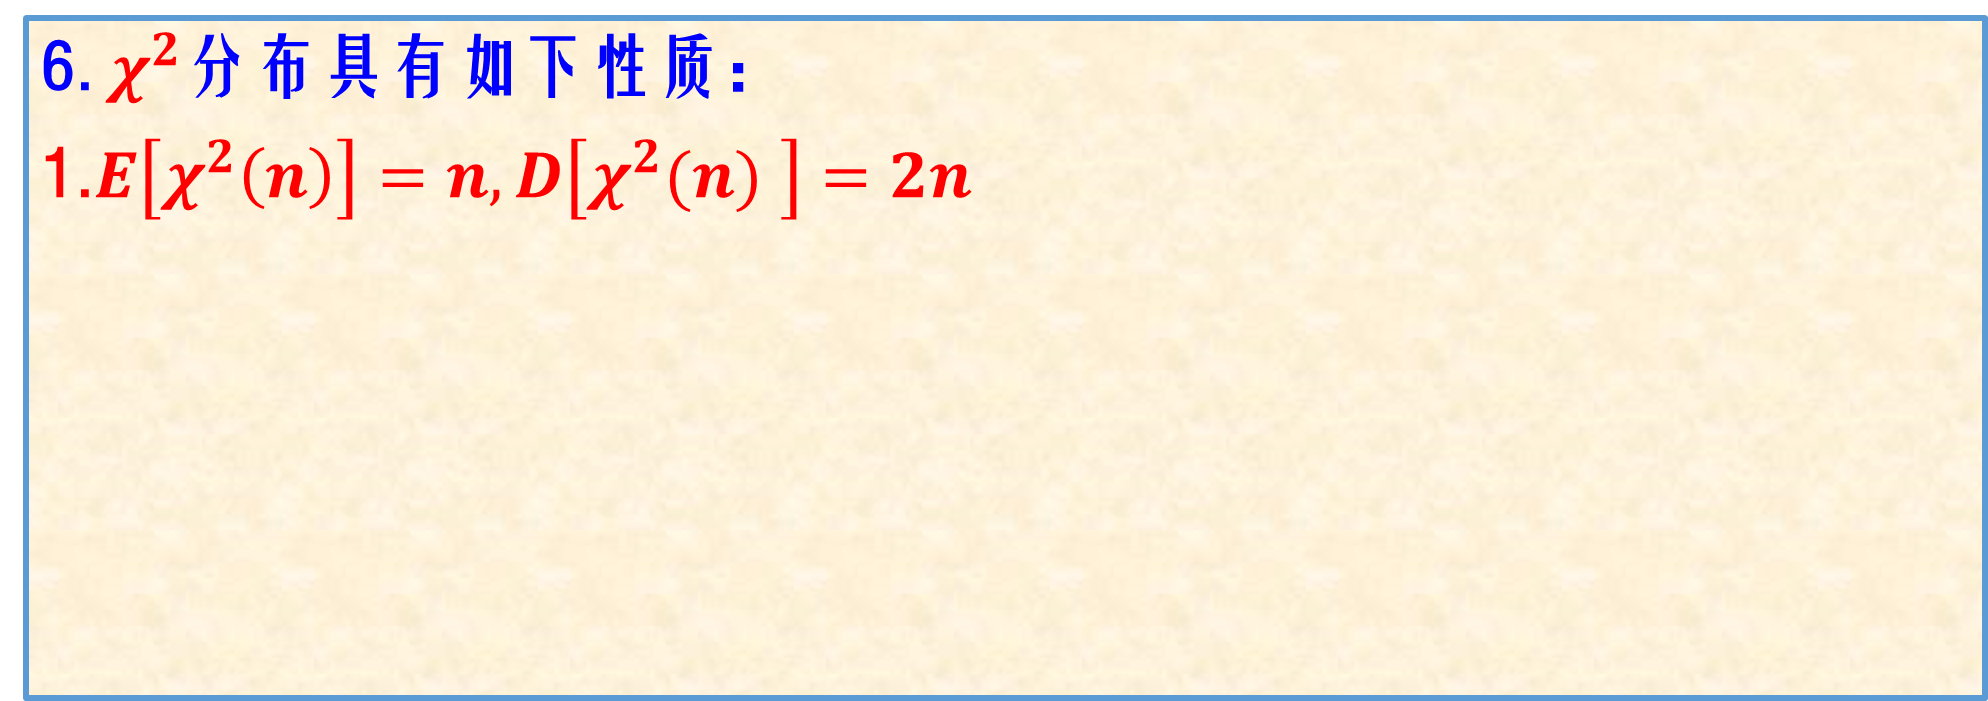 6. χ² 分布具有如下性质：
1.E[χ²(n)] = n, D[χ²(n) ] = 2n